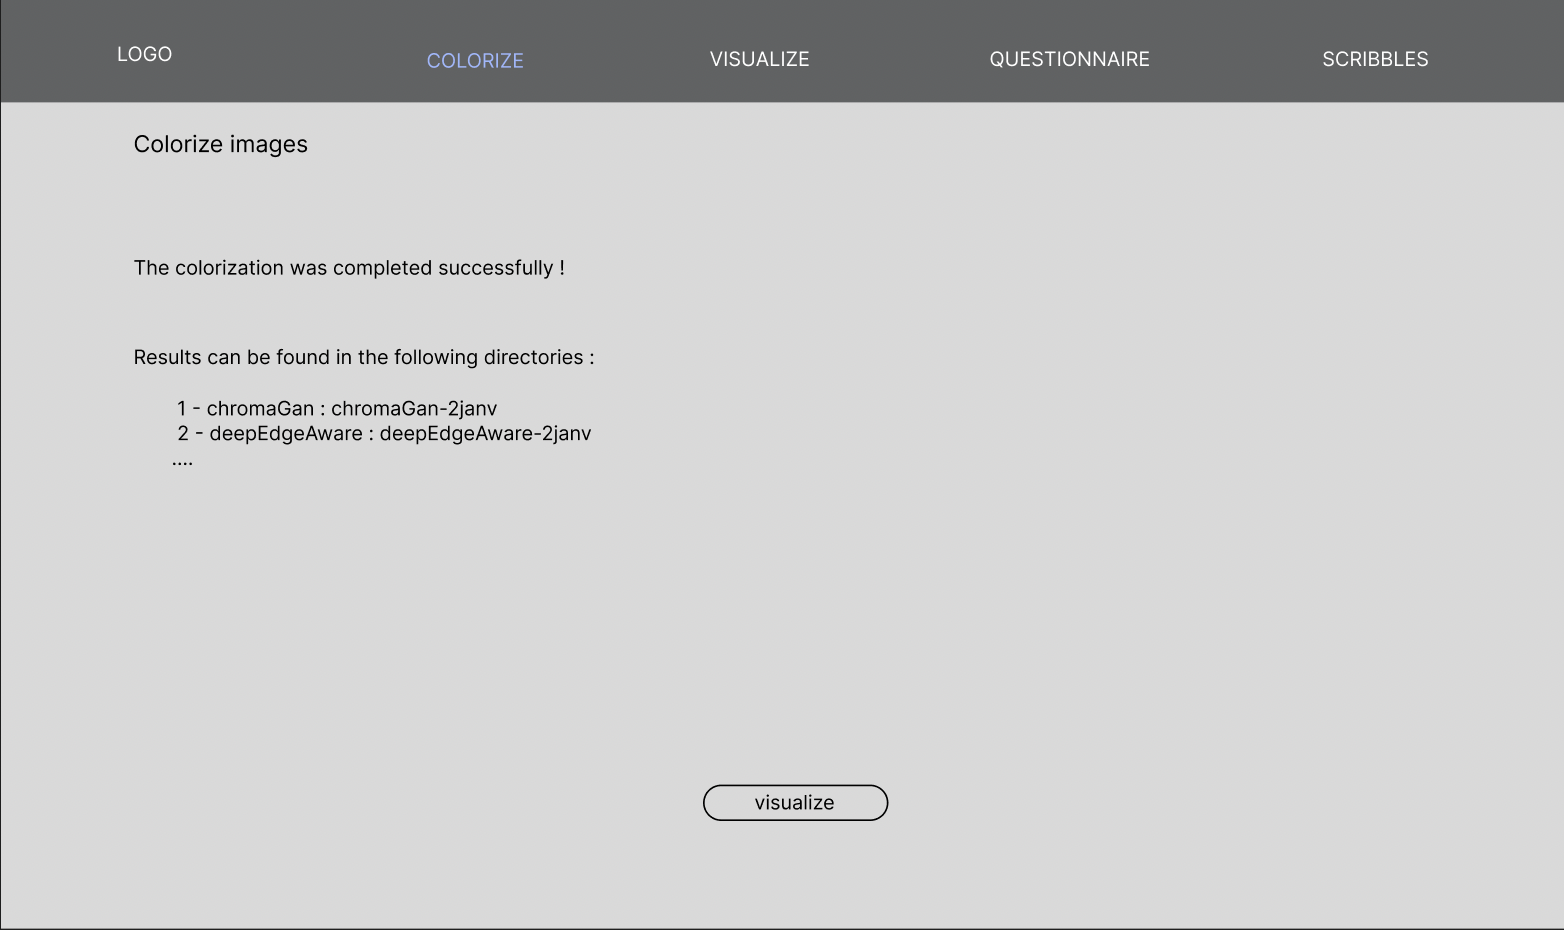 LOGO
COLORIZE
VISUALIZE
QUESTIONNAIRE
SCRIBBLES
Colorize images
The colorization was completed successfully !
Results can be found in the following directories :
1 - chromaGan : chromaGan-2janv
2 - deepEdgeAware : deepEdgeAware-2janv
....
visualize